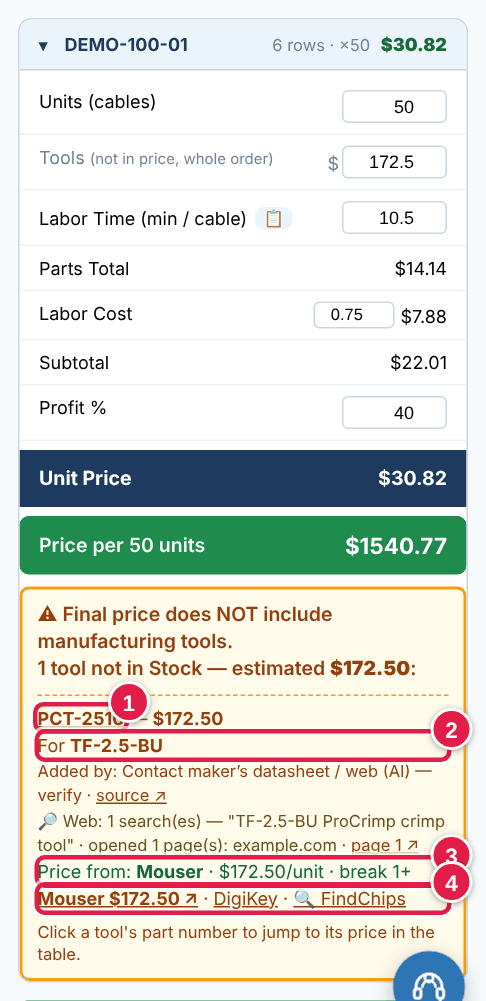 ▼ DEMO-100-01 6 rows · ×50 $30.82
Units (cables) 50
Tools (not in price, whole order) $ 172.5
Labor Time (min / cable) 📋 10.5
Parts Total $14.14
Labor Cost 0.75 $7.88
Subtotal $22.01
Profit % 40
Unit Price $30.82
Price per 50 units $1540.77
⚠ Final price does NOT include
manufacturing tools.
1 tool not in Stock — estimated $172.50:
1
PCT-2510 — $172.50
2
For TF-2.5-BU
Added by: Contact maker’s datasheet / web (AI) —
verify · source ↗
🔎 Web: 1 search(es) — "TF-2.5-BU ProCrimp crimp
tool" · opened 1 page(s): example.com · page 1 ↗
3
Price from: Mouser · $172.50/unit · break 1+
4
Mouser $172.50 ↗ · DigiKey · 🔍 FindChips
Click a tool's part number to jump to its price in the
table.